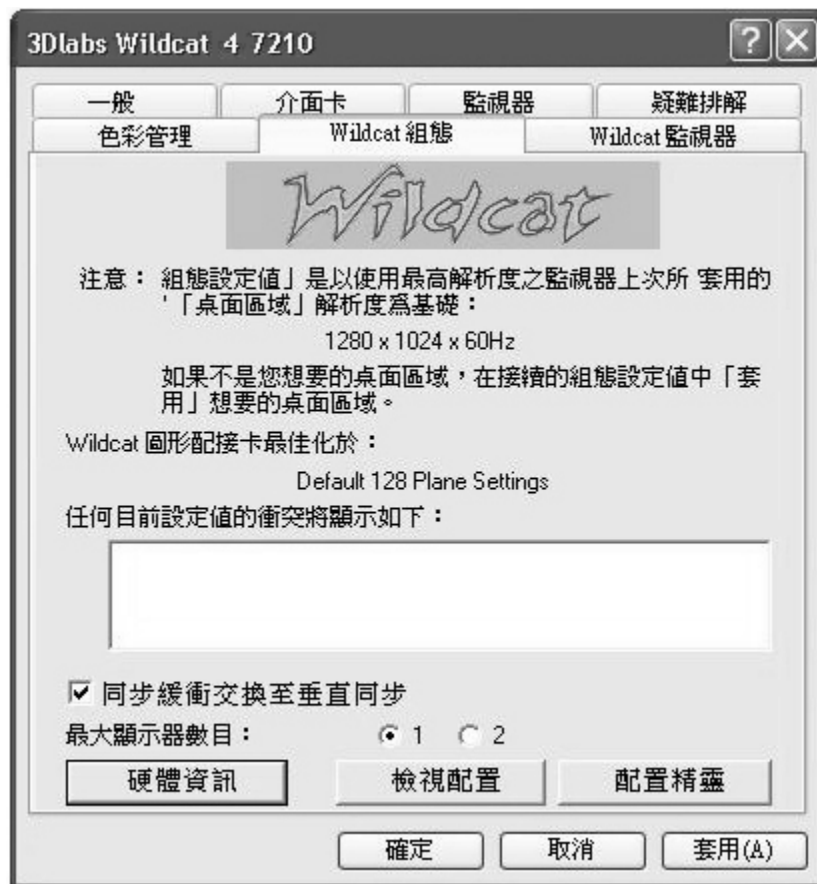 3Dlabs Wildcat 4 7210
一般 介面卡 監視器 疑難排解
色彩管理 Wildcat 組態 Wildcat 監視器
Wildcat
注意： 組態設定值」是以使用最高解析度之監視器上次所 套用的
'「桌面區域」解析度爲基礎：
1280 x 1024 x 60Hz
如果不是您想要的桌面區域，在接續的組態設定值中「套
用」想要的桌面區域。
Wildcat 圖形配接卡最佳化於：
Default 128 Plane Settings
任何目前設定值的衝突將顯示如下：
同步緩衝交換至垂直同步
最大顯示器數目： 1 2
硬體資訊 檢視配置 配置精靈
確定 取消 套用(A)